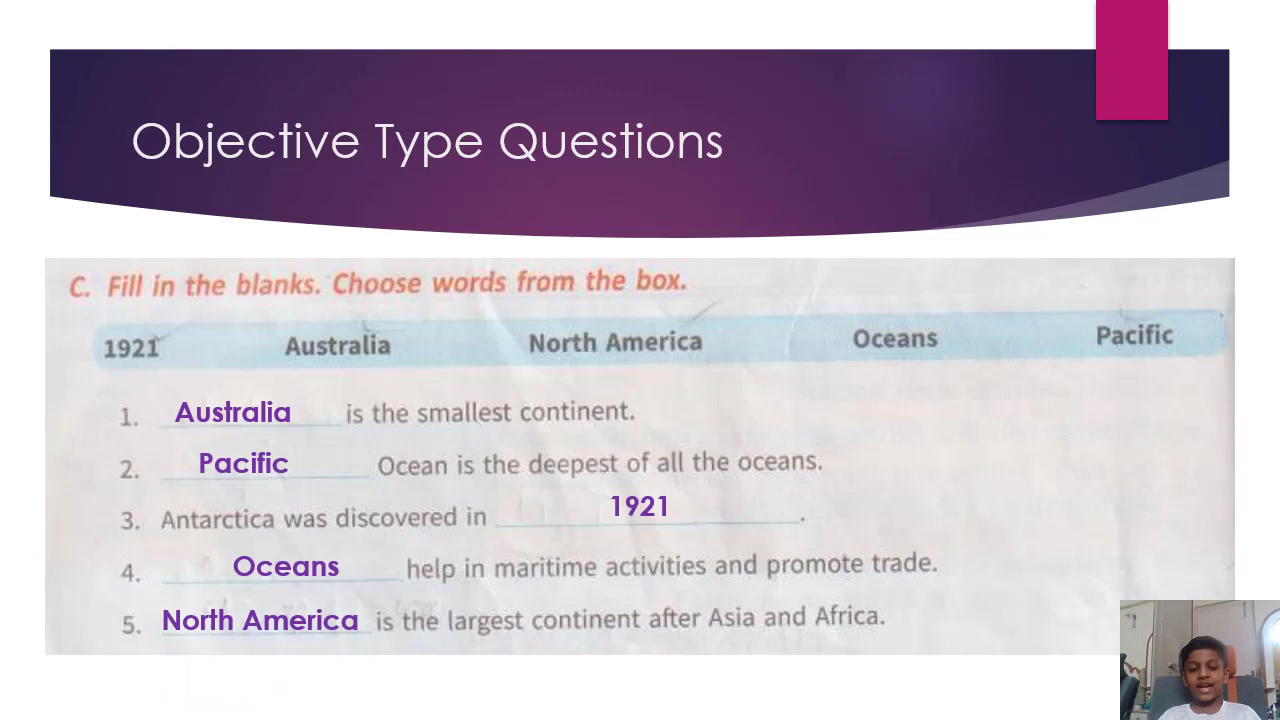 Objective Type Questions
C. Fill in the blanks. Choose words from the box.
1921 Australia North America Oceans Pacific
1. Australia is the smallest continent.
2. Pacific Ocean is the deepest of all the oceans.
3. Antarctica was discovered in 1921.
4. Oceans help in maritime activities and promote trade.
5. North America is the largest continent after Asia and Africa.